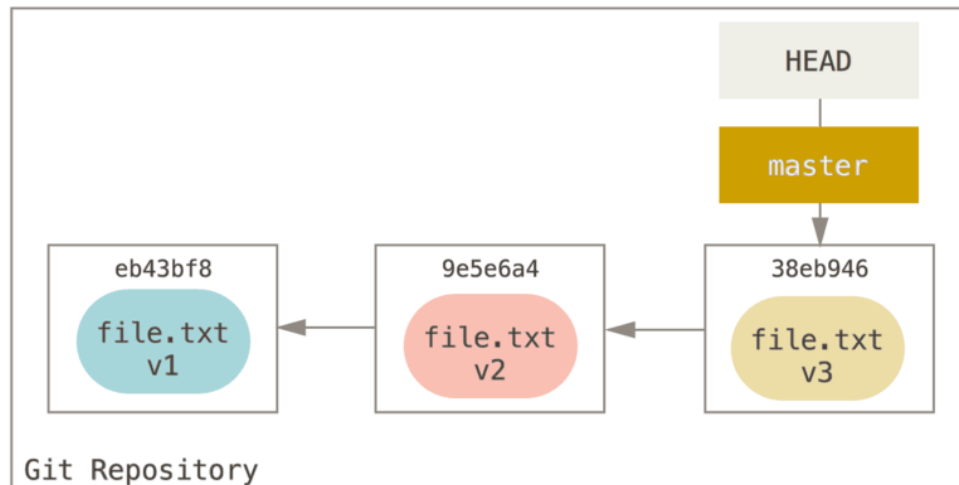 HEAD
master
eb43bf8
9e5e6a4
38eb946
file.txt
v1
file.txt
v2
file.txt
v3
Git Repository